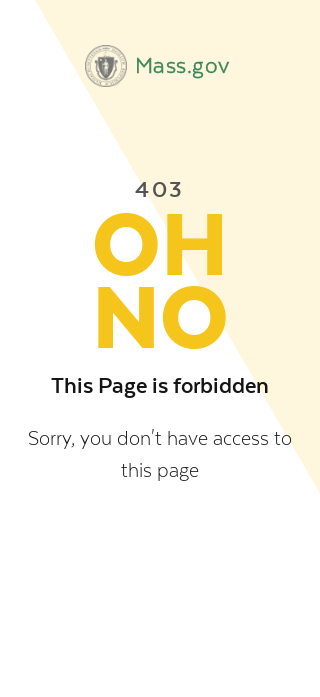 Mass.gov
403
OH
NO
This Page is forbidden
Sorry, you don't have access to
this page